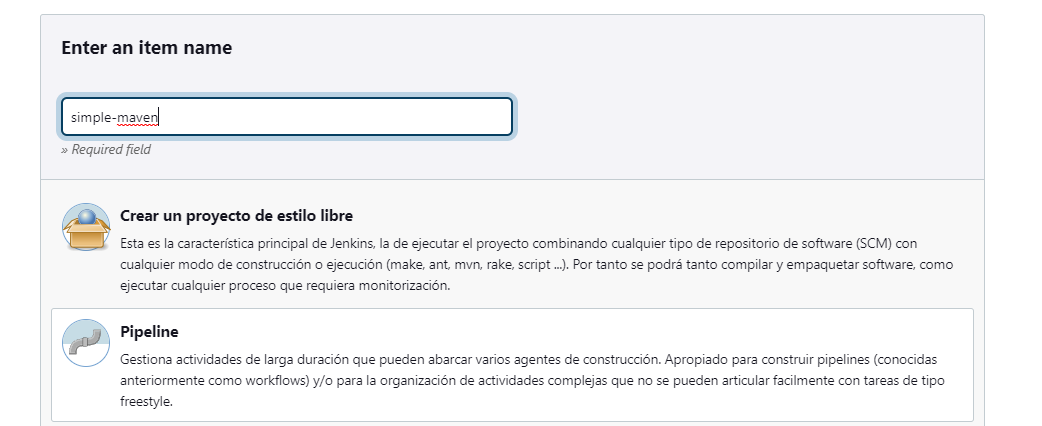 Enter an item name
simple-maven
» Required field
Crear un proyecto de estilo libre
Esta es la característica principal de Jenkins, la de ejecutar el proyecto combinando cualquier tipo de repositorio de software (SCM) con
cualquier modo de construcción o ejecución (make, ant, mvn, rake, script ...). Por tanto se podrá tanto compilar y empaquetar software, como
ejecutar cualquier proceso que requiera monitorización.
Pipeline
Gestiona actividades de larga duración que pueden abarcar varios agentes de construcción. Apropiado para construir pipelines (conocidas
anteriormente como workflows) y/o para la organización de actividades complejas que no se pueden articular facilmente con tareas de tipo
freestyle.